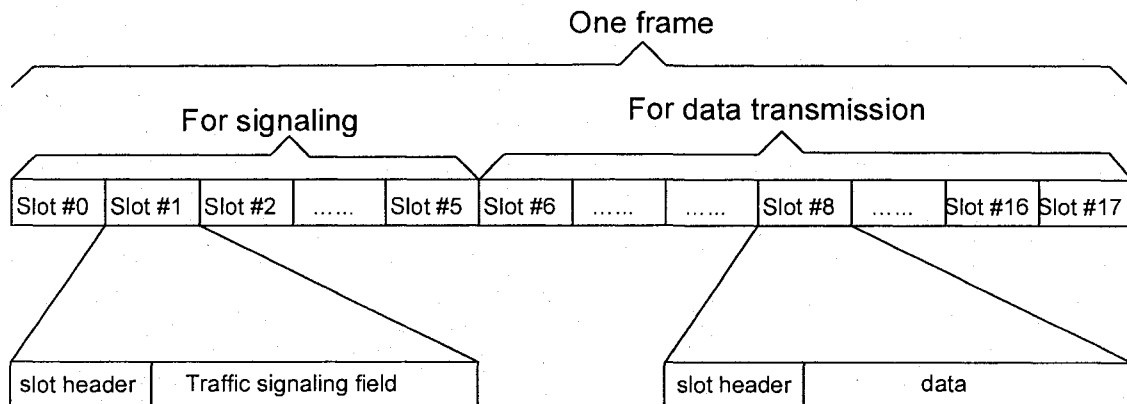 One frame
For signaling
For data transmission
Slot #0 Slot #1 Slot #2 ...... Slot #5 Slot #6 ...... ...... Slot #8 ...... Slot #16 Slot #17
slot header Traffic signaling field slot header data